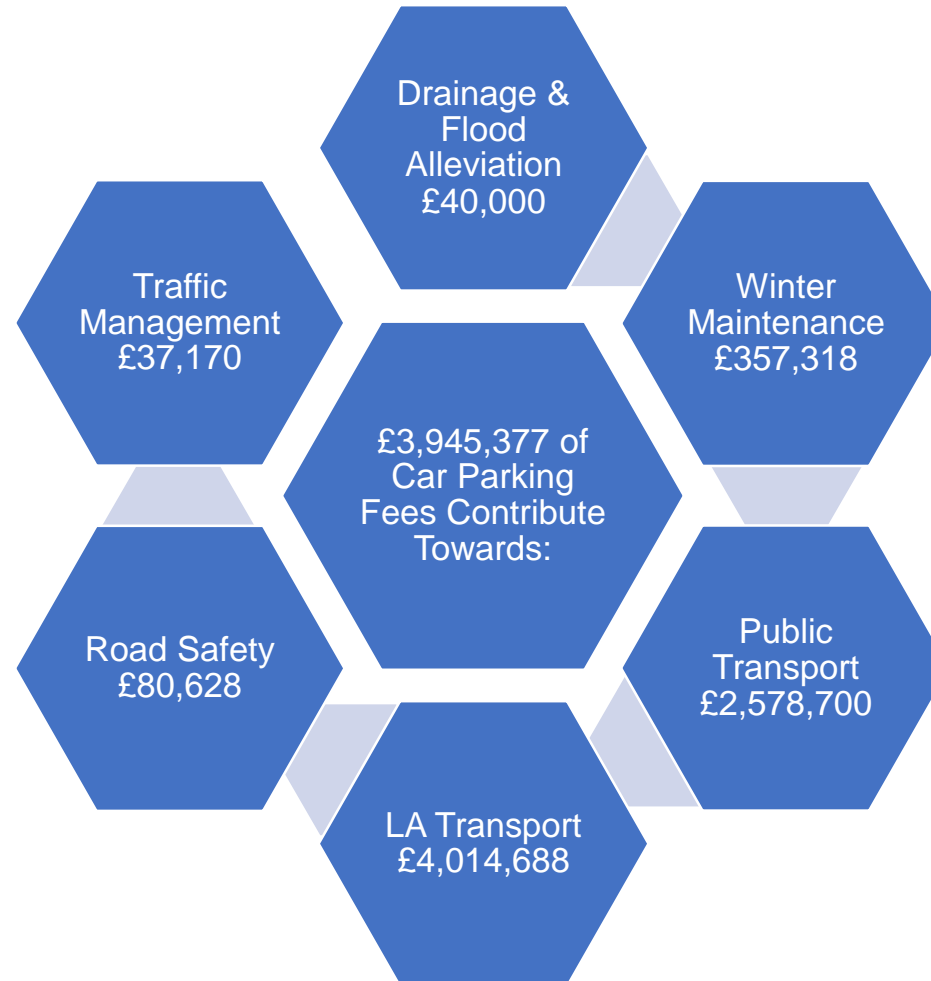 Drainage &
Flood
Alleviation
£40,000
Winter
Maintenance
£357,318
Public
Transport
£2,578,700
LA Transport
£4,014,688
Road Safety
£80,628
Traffic
Management
£37,170
£3,945,377 of
Car Parking
Fees Contribute
Towards: